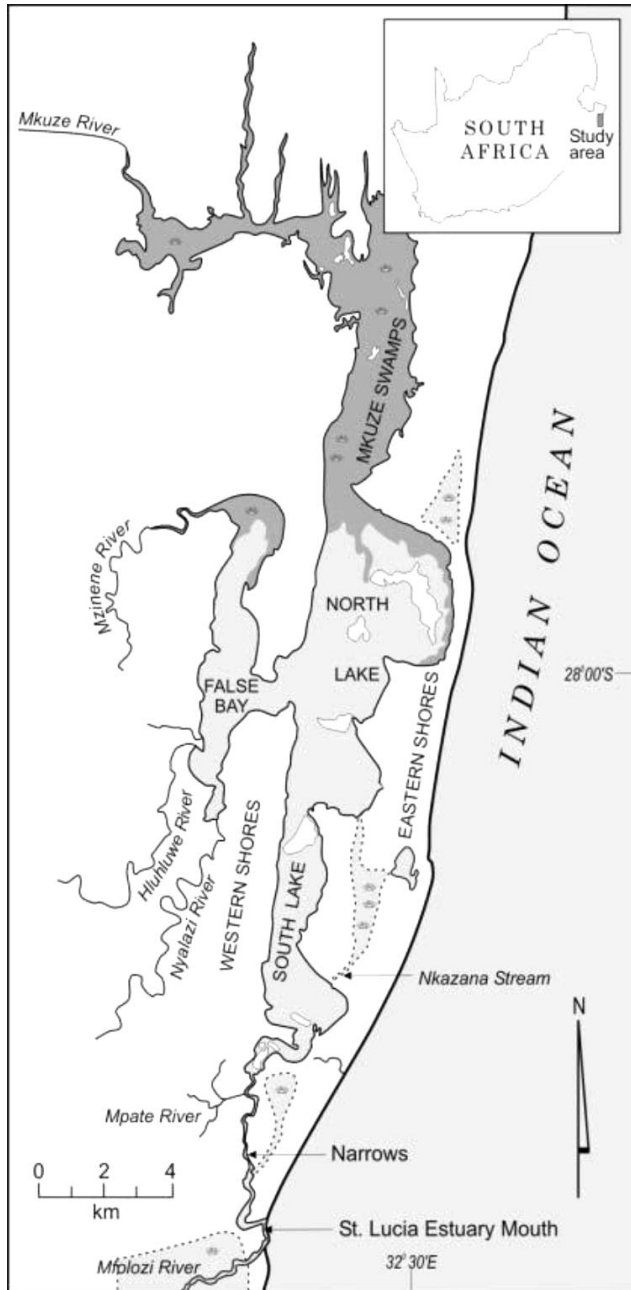 Mkuze River
SOUTH
AFRICA
Study
area
MKUZE SWAMPS
INDIAN OCEAN
Mzinene River
NORTH
LAKE
28°00'S
FALSE
BAY
EASTERN SHORES
Hluhluwe River
WESTERN SHORES
Nyalazi River
SOUTH LAKE
Nkazana Stream
N
Mpate River
Narrows
0 2 4
km
St. Lucia Estuary Mouth
Mfolozi River
32°30'E